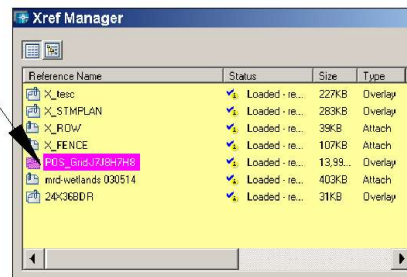 Xref Manager
Reference Name Status Size Type
X_tesc Loaded - re... 227KB Overlay
X_STMPLAN Loaded - re... 283KB Overlay
X_ROW Loaded - re... 39KB Attach
X_FENCE Loaded - re... 107KB Attach
POS_GridJ7J8H7H8 Loaded - re... 13,99... Overlay
mrd-wetlands 030514 Loaded - re... 403KB Attach
24X36BDR Loaded - re... 31KB Overlay